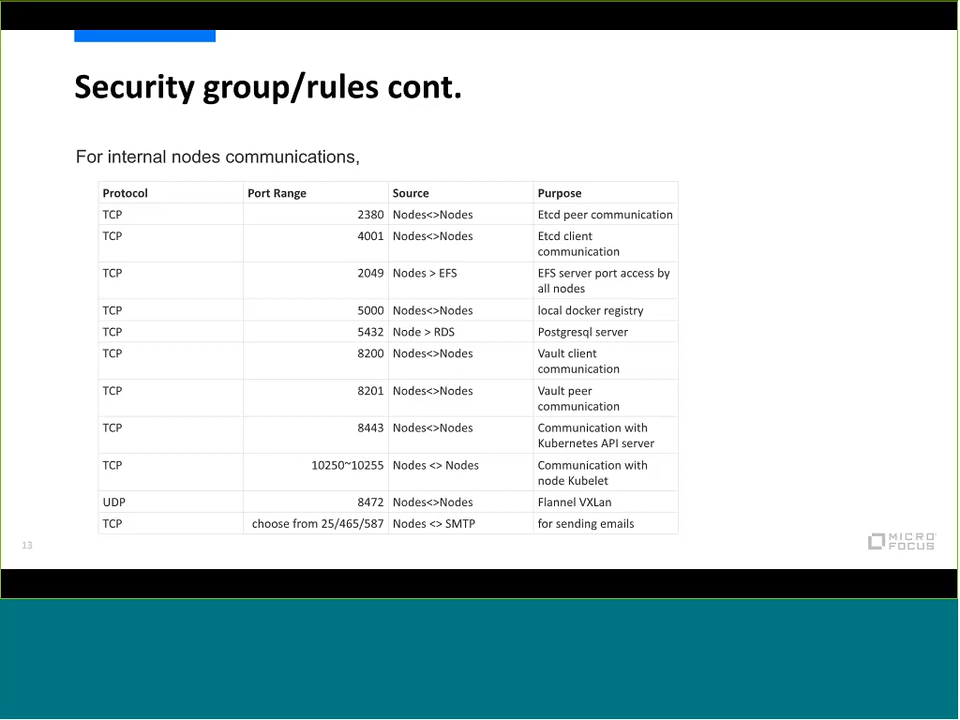 Security group/rules cont.
For internal nodes communications,
Protocol Port Range Source Purpose
TCP 2380 Nodes<>Nodes Etcd peer communication
TCP 4001 Nodes<>Nodes Etcd client
communication
TCP 2049 Nodes > EFS EFS server port access by
all nodes
TCP 5000 Nodes<>Nodes local docker registry
TCP 5432 Node > RDS Postgresql server
TCP 8200 Nodes<>Nodes Vault client
communication
TCP 8201 Nodes<>Nodes Vault peer
communication
TCP 8443 Nodes<>Nodes Communication with
Kubernetes API server
TCP 10250~10255 Nodes <> Nodes Communication with
node Kubelet
UDP 8472 Nodes<>Nodes Flannel VXLan
TCP choose from 25/465/587 Nodes <> SMTP for sending emails
13
MICRO
FOCUS